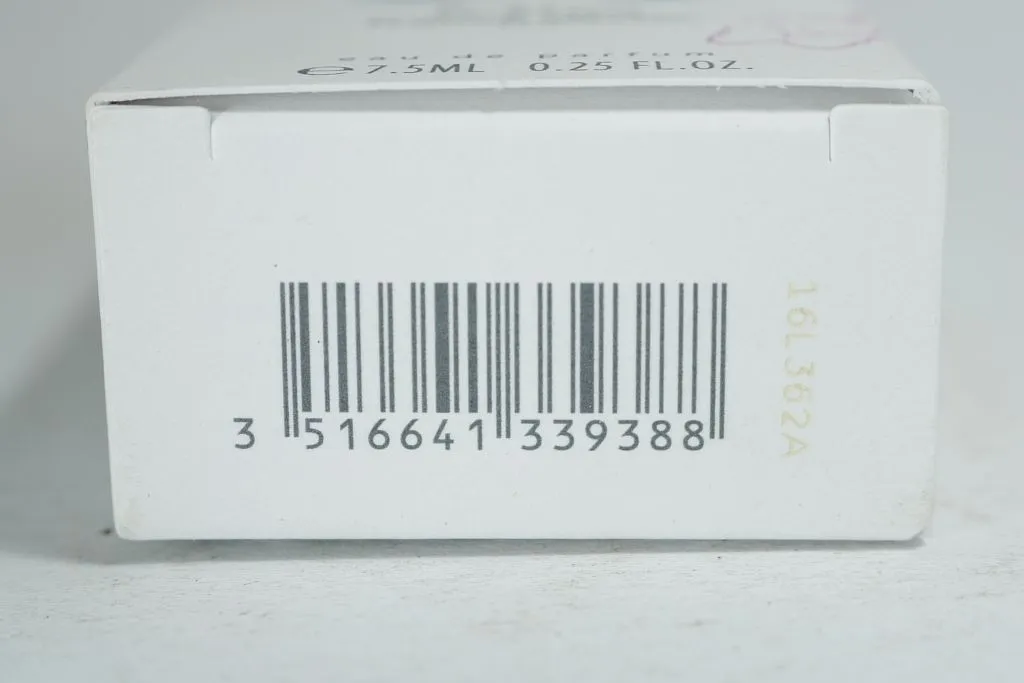 eau de parfum
℮ 7.5ML 0.25 FL.OZ.
3 516641 339388
16L362A